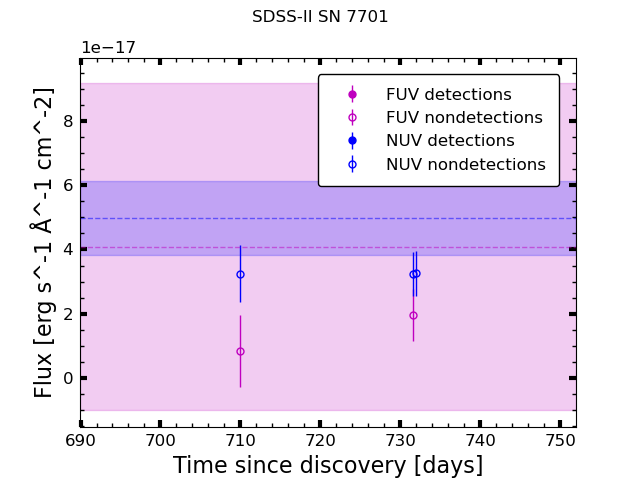 SDSS-II SN 7701
1e−17
FUV detections
FUV nondetections
NUV detections
NUV nondetections
8
6
4
2
0
Flux [erg s^-1 Å^-1 cm^-2]
690 700 710 720 730 740 750
Time since discovery [days]